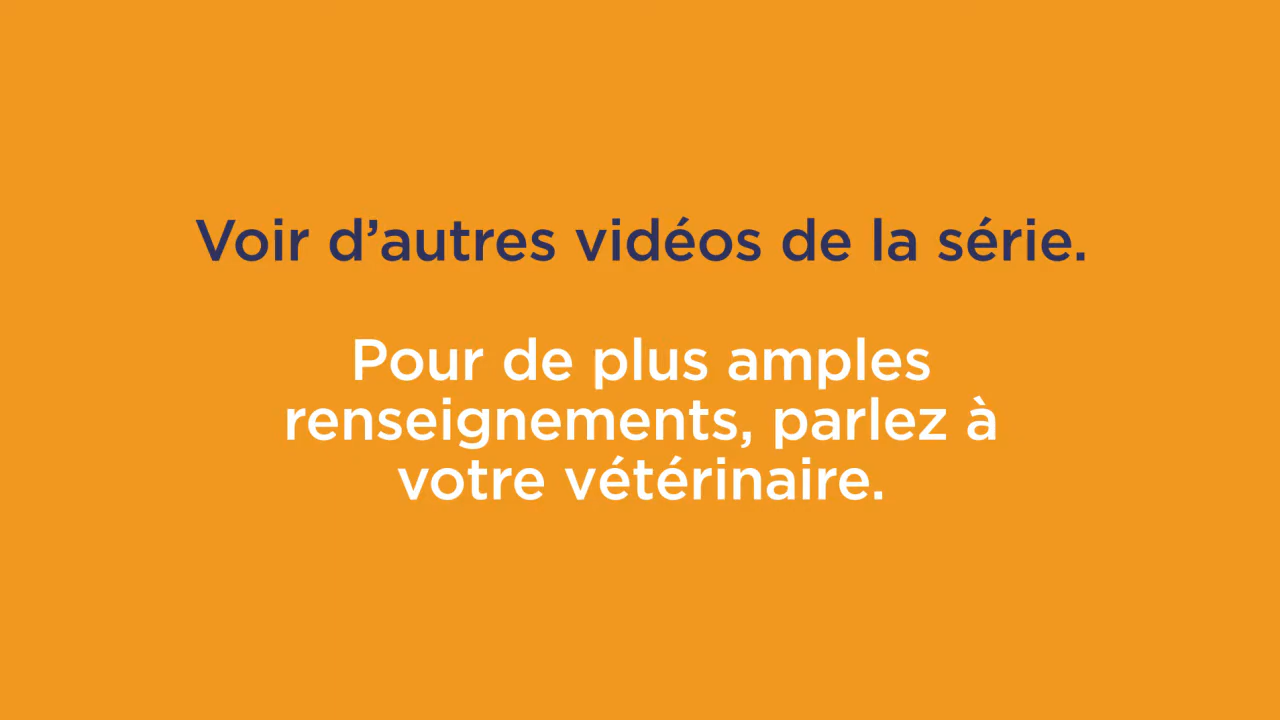 Voir d’autres vidéos de la série.
Pour de plus amples
renseignements, parlez à
votre vétérinaire.